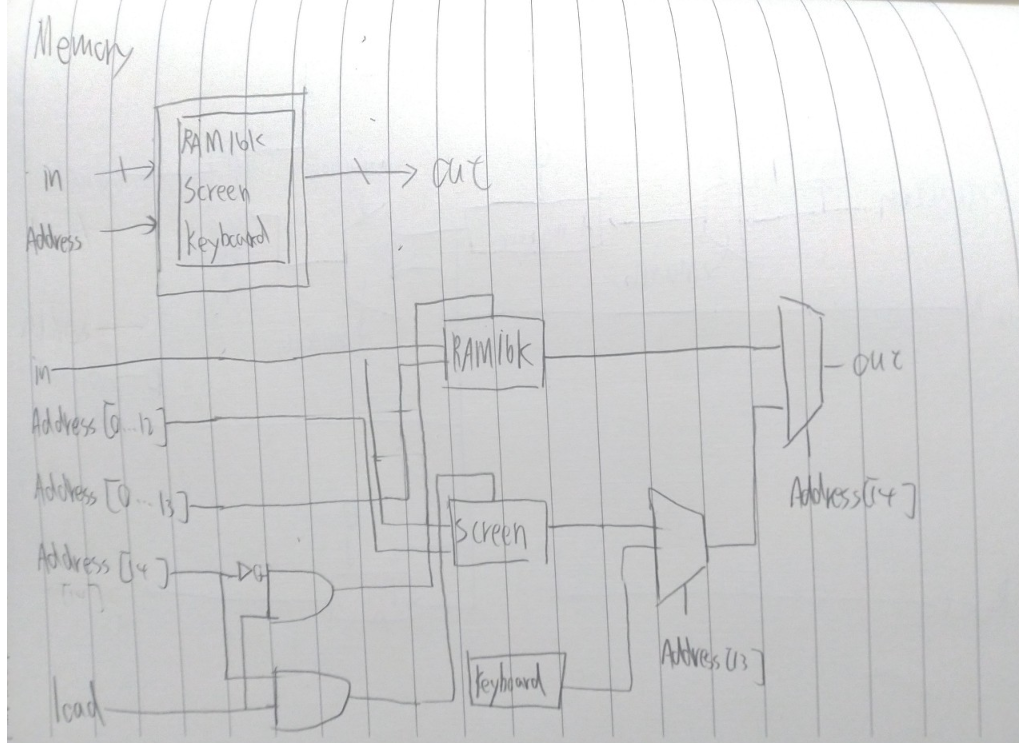 Memory
RAM16k
in
out
Screen
Address
Keyboard
in
RAM16k
out
Address [0...12]
Address [0...13]
Address [14]
Screen
Address [14]
Keyboard
Address [13]
load